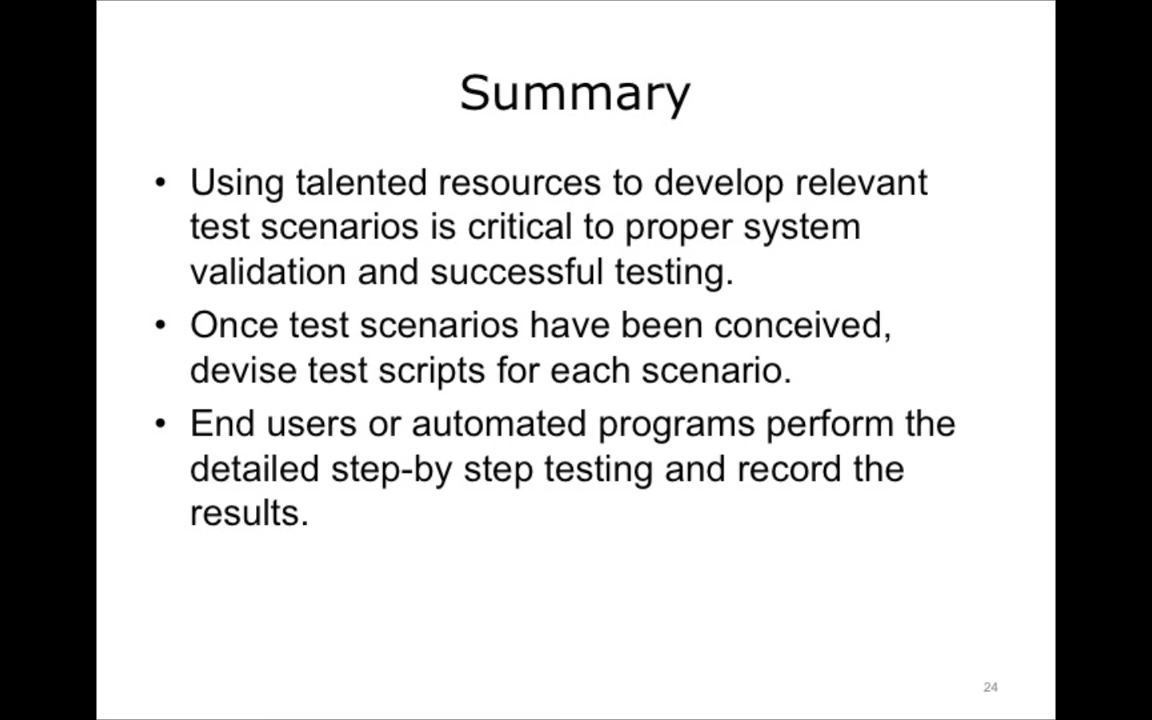 Summary
• Using talented resources to develop relevant
test scenarios is critical to proper system
validation and successful testing.
• Once test scenarios have been conceived,
devise test scripts for each scenario.
• End users or automated programs perform the
detailed step-by step testing and record the
results.
24